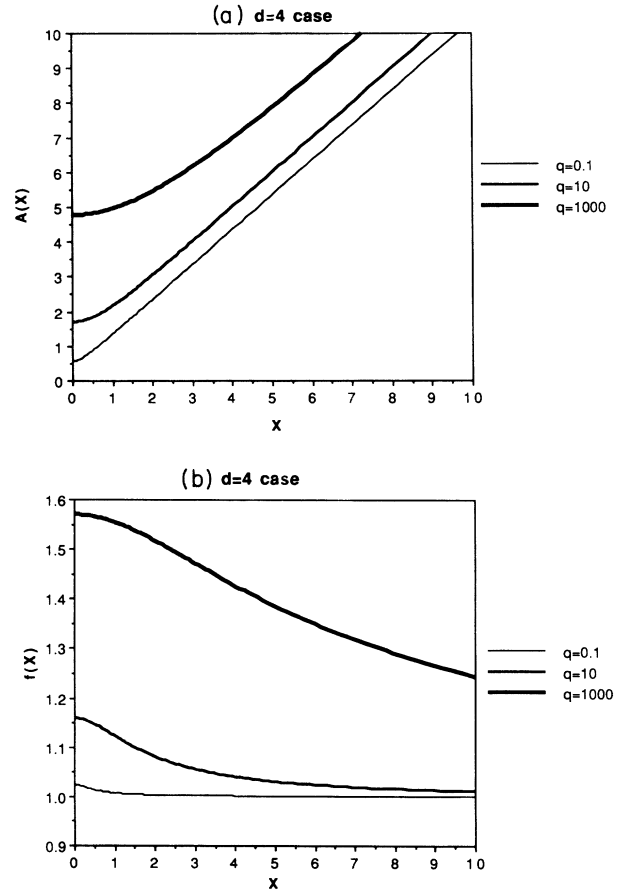 (a) d=4 case
10
9
8
7
6
5
4
3
2
1
0
A(X)
0 1 2 3 4 5 6 7 8 9 10
X
q=0.1
q=10
q=1000
(b) d=4 case
1.6
1.5
1.4
1.3
1.2
1.1
1.0
0.9
f(X)
0 1 2 3 4 5 6 7 8 9 10
X
q=0.1
q=10
q=1000